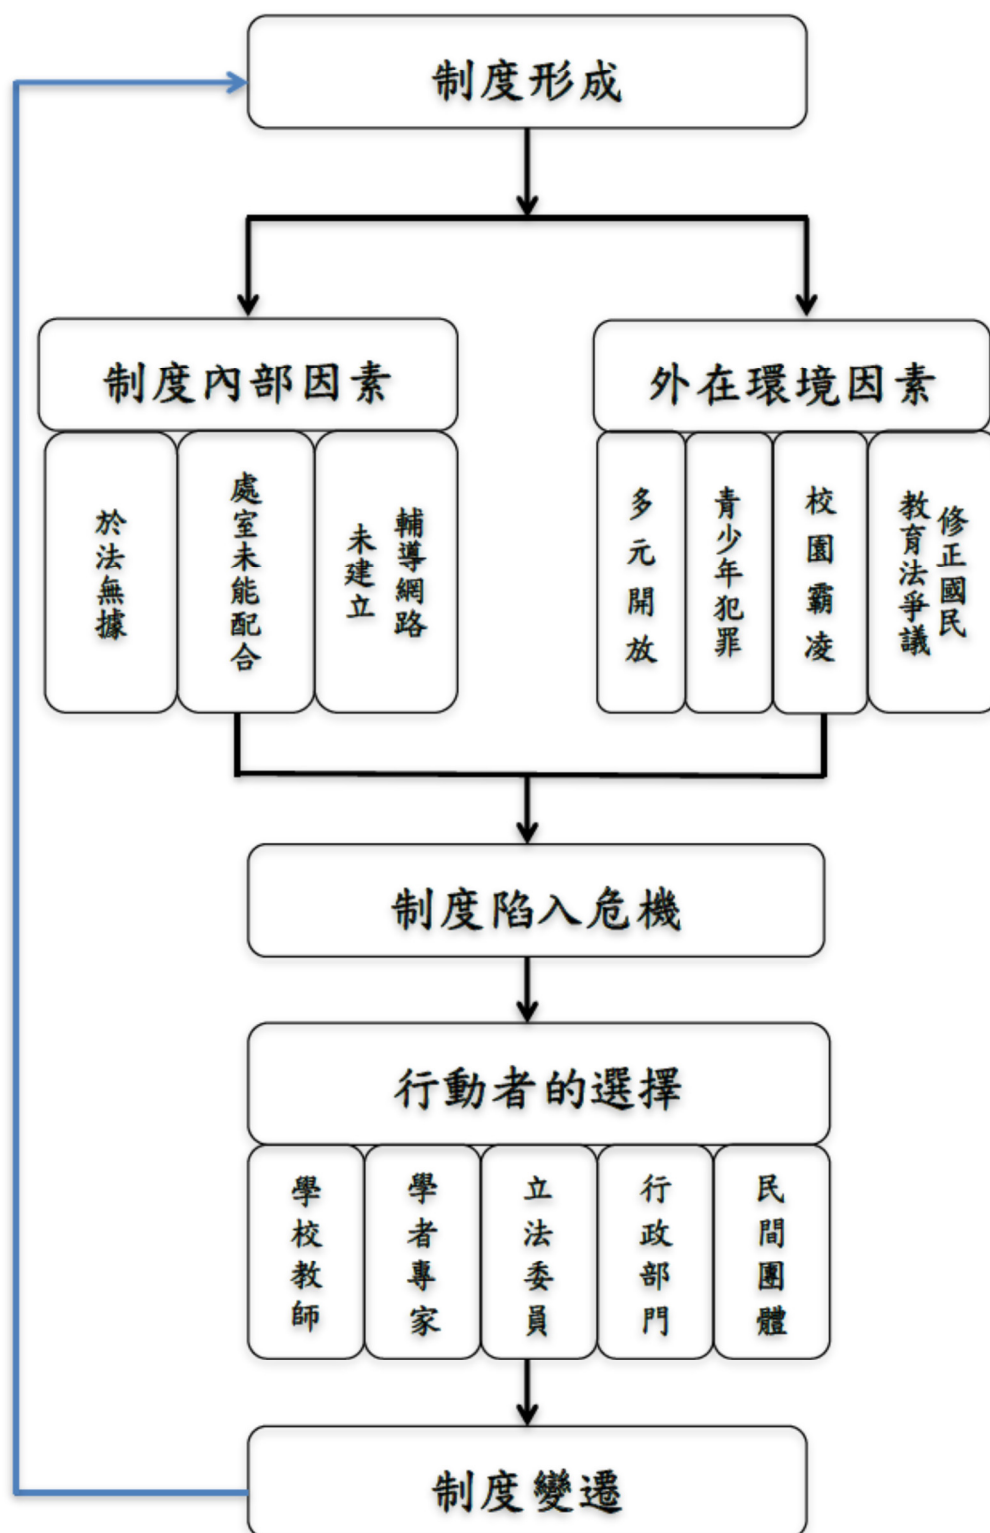 制度形成
制度內部因素
於法無據
處室未能配合
輔導網路
未建立
外在環境因素
多元開放
青少年犯罪
校園霸凌
修正國民
教育法爭議
制度陷入危機
行動者的選擇
學校教師
學者專家
立法委員
行政部門
民間團體
制度變遷